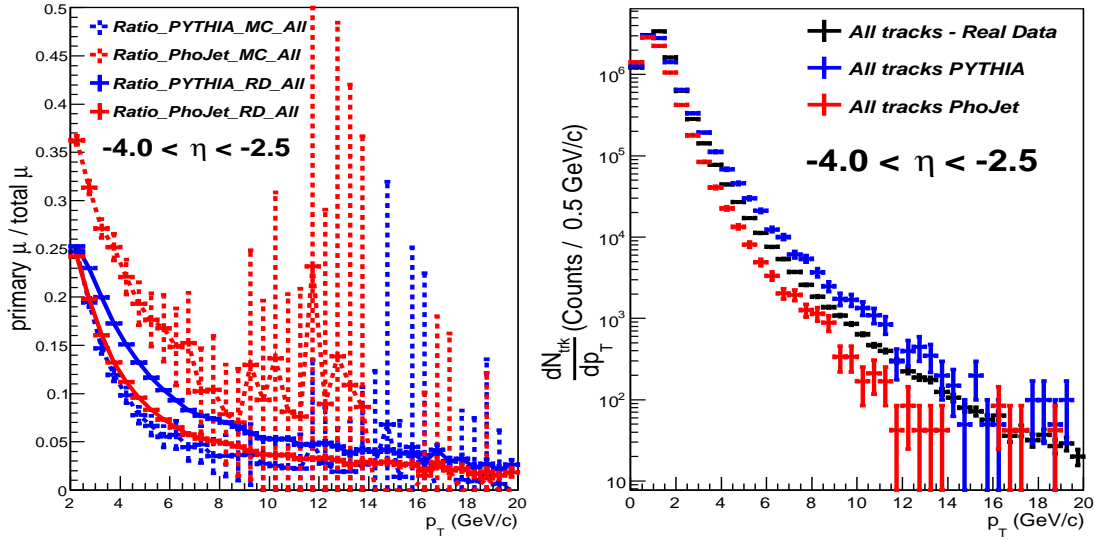 Ratio_PYTHIA_MC_All
Ratio_PhoJet_MC_All
Ratio_PYTHIA_RD_All
Ratio_PhoJet_RD_All
-4.0 < η < -2.5
primary μ / total μ
0.5
0.45
0.4
0.35
0.3
0.25
0.2
0.15
0.1
0.05
0
2 4 6 8 10 12 14 16 18 20
p_T (GeV/c)
All tracks - Real Data
All tracks PYTHIA
All tracks PhoJet
-4.0 < η < -2.5
dN_trk/dp_T (Counts / 0.5 GeV/c)
10^6
10^5
10^4
10^3
10^2
10
0 2 4 6 8 10 12 14 16 18 20
p_T (GeV/c)